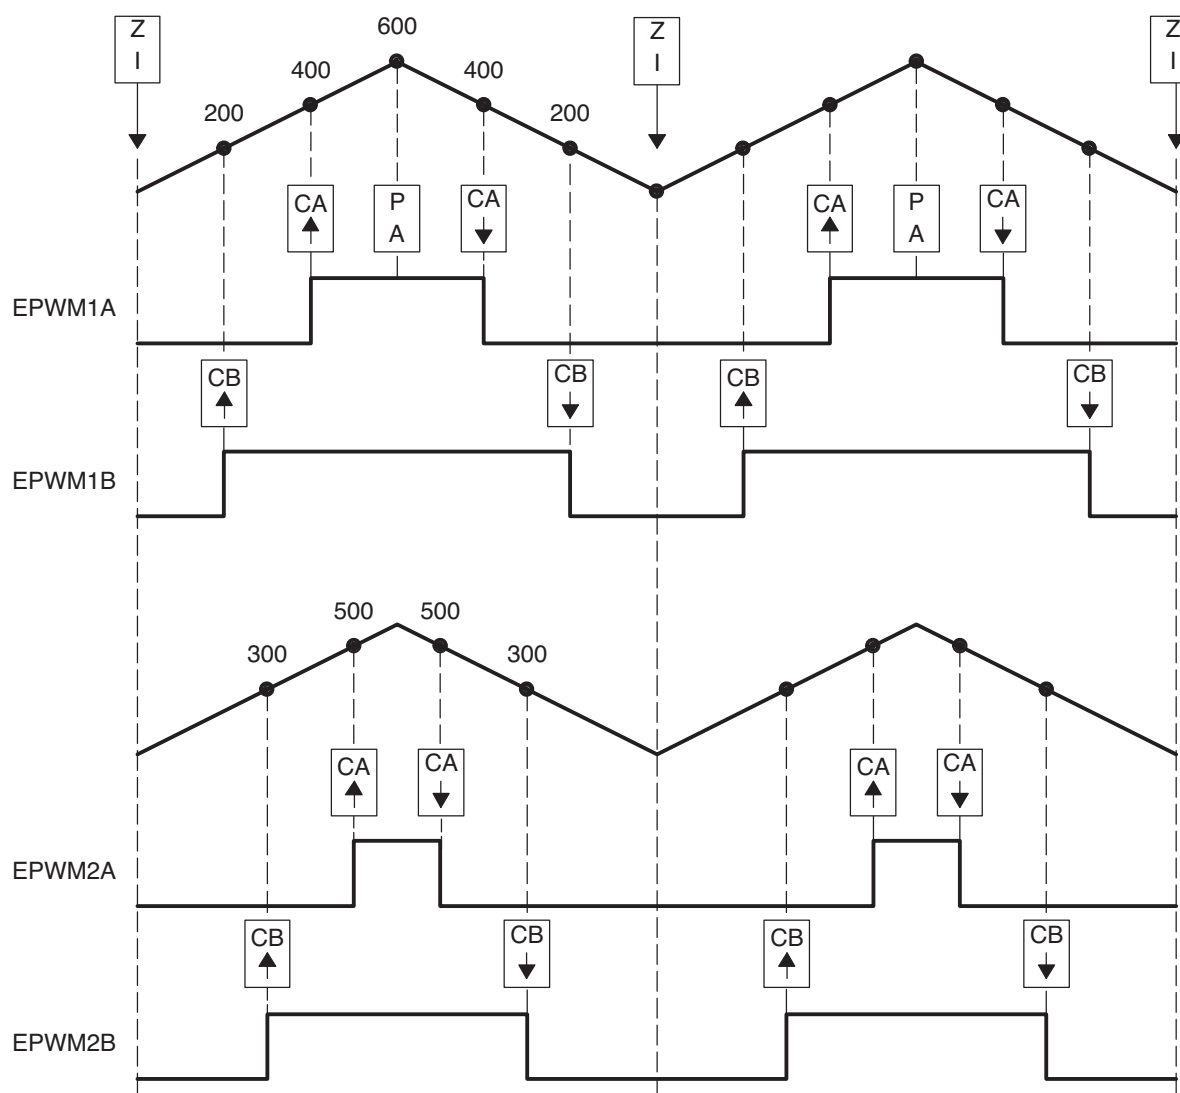 Z Z Z
I I I
600
400 400
200 200
CA P CA CA P CA
A A
EPWM1A
CB CB CB CB
EPWM1B
500 500
300 300
CA CA CA CA
EPWM2A
CB CB CB CB
EPWM2B